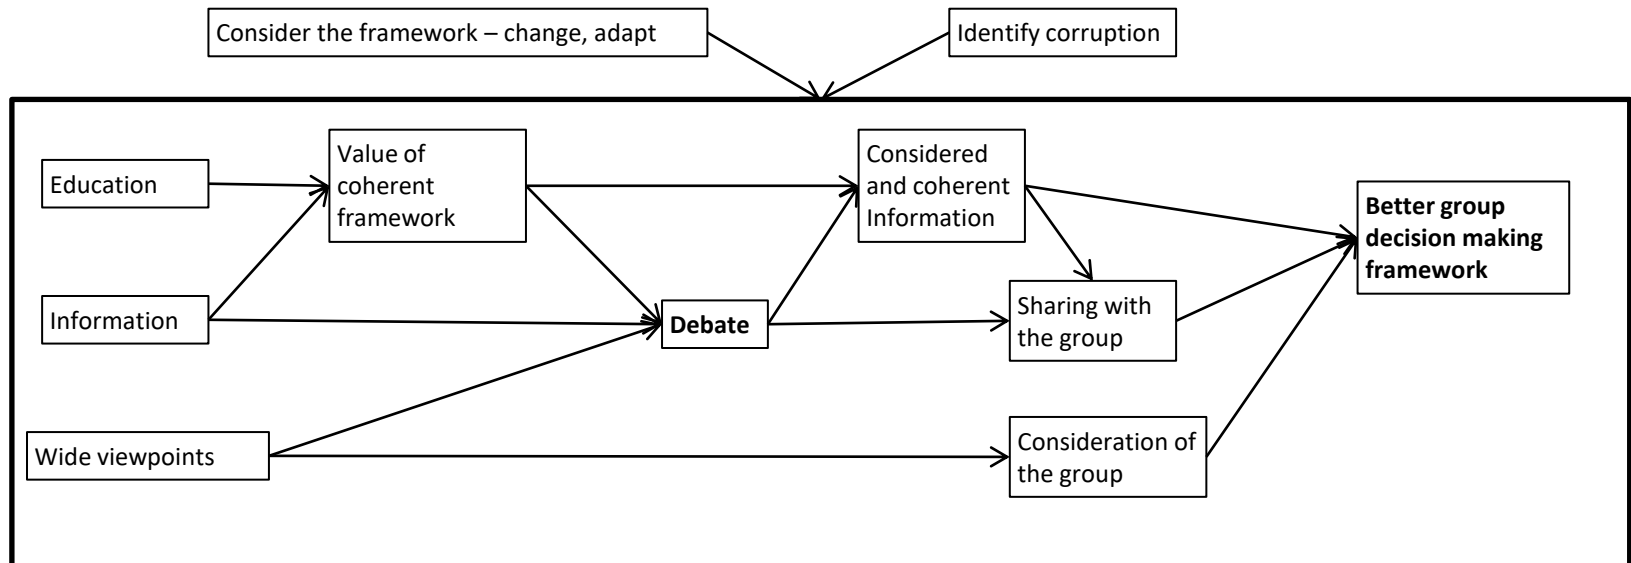 Consider the framework – change, adapt
Identify corruption
Education
Value of
coherent
framework
Considered
and coherent
Information
Better group
decision making
framework
Information
Debate
Sharing with
the group
Wide viewpoints
Consideration of
the group